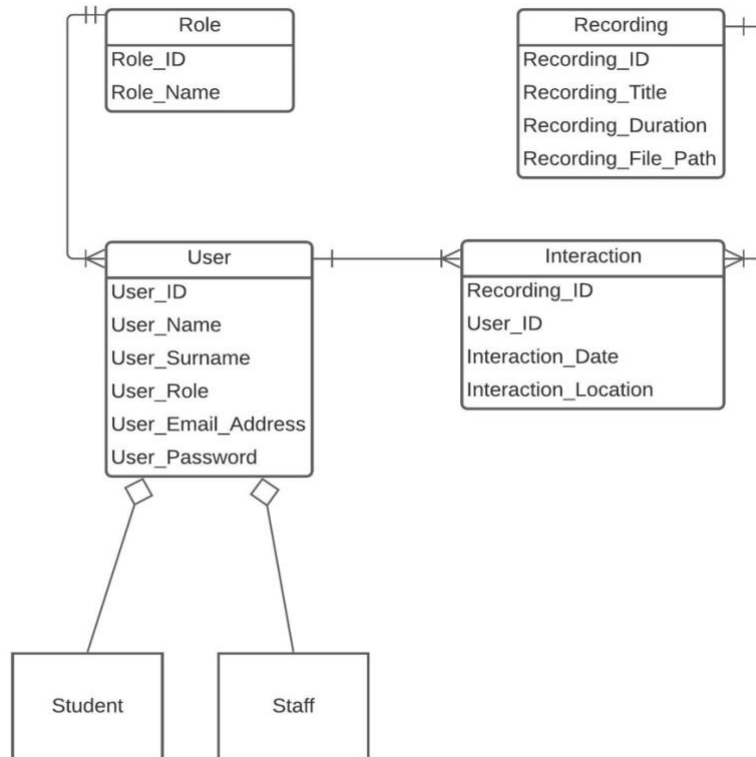 Role
Role_ID
Role_Name
Recording
Recording_ID
Recording_Title
Recording_Duration
Recording_File_Path
User
User_ID
User_Name
User_Surname
User_Role
User_Email_Address
User_Password
Interaction
Recording_ID
User_ID
Interaction_Date
Interaction_Location
Student
Staff